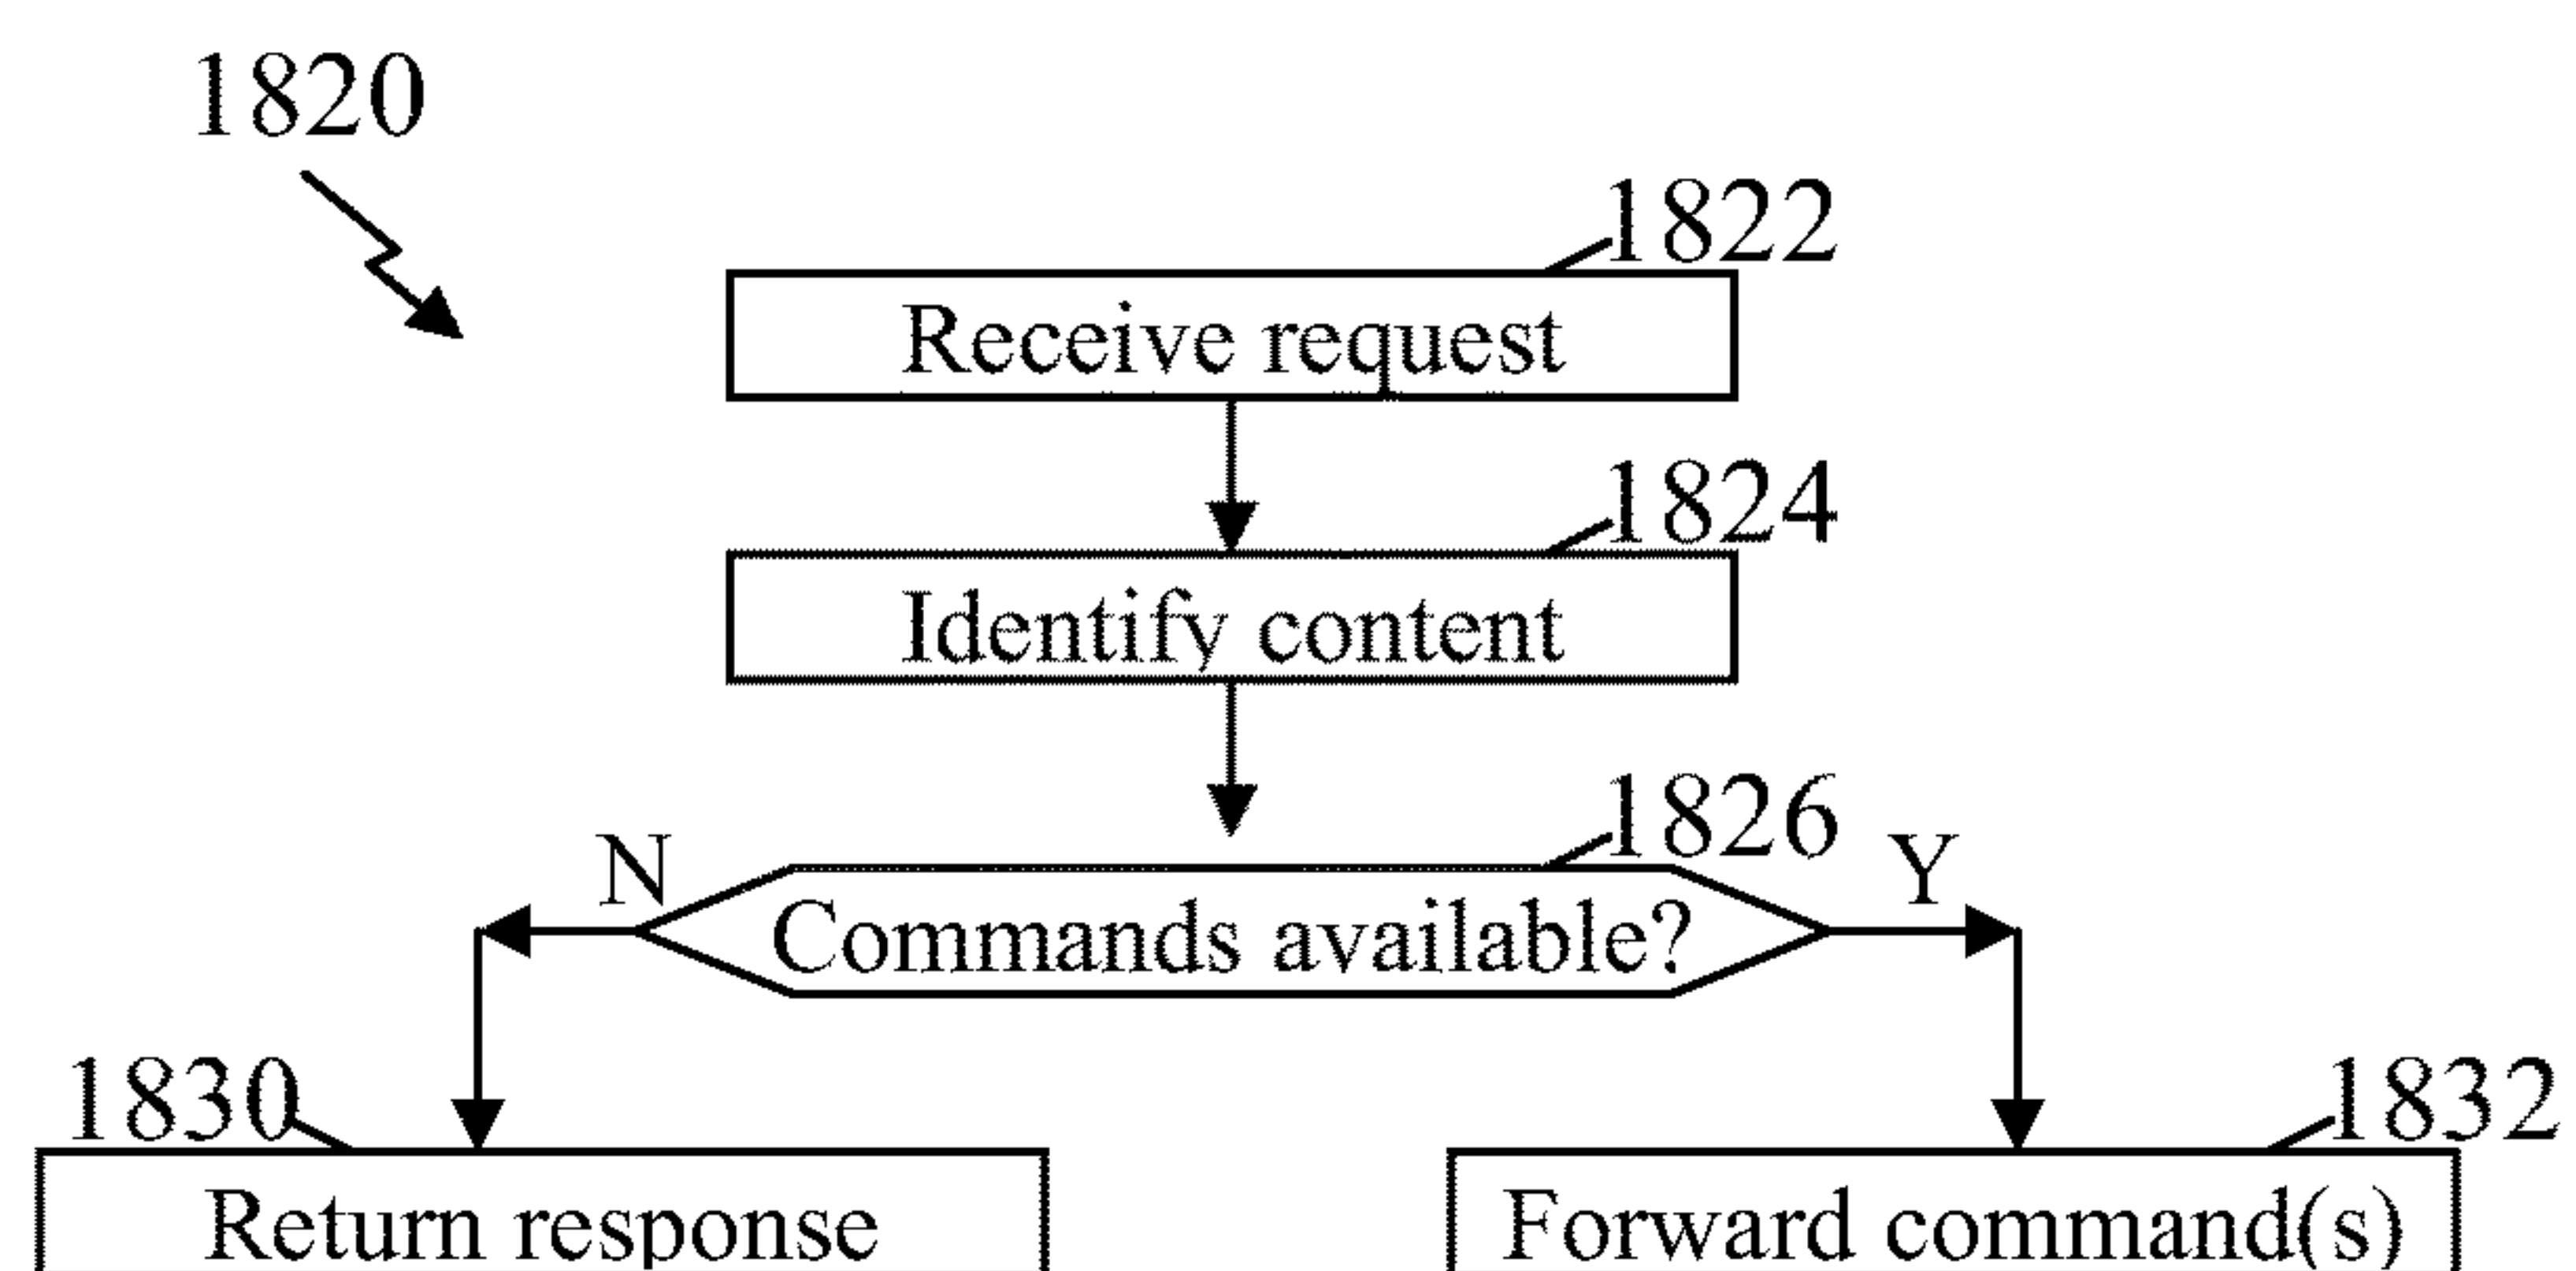 1820
1822
Receive request
1824
Identify content
1826
N
Y
Commands available?
1830
1832
Return response
Forward command(s)